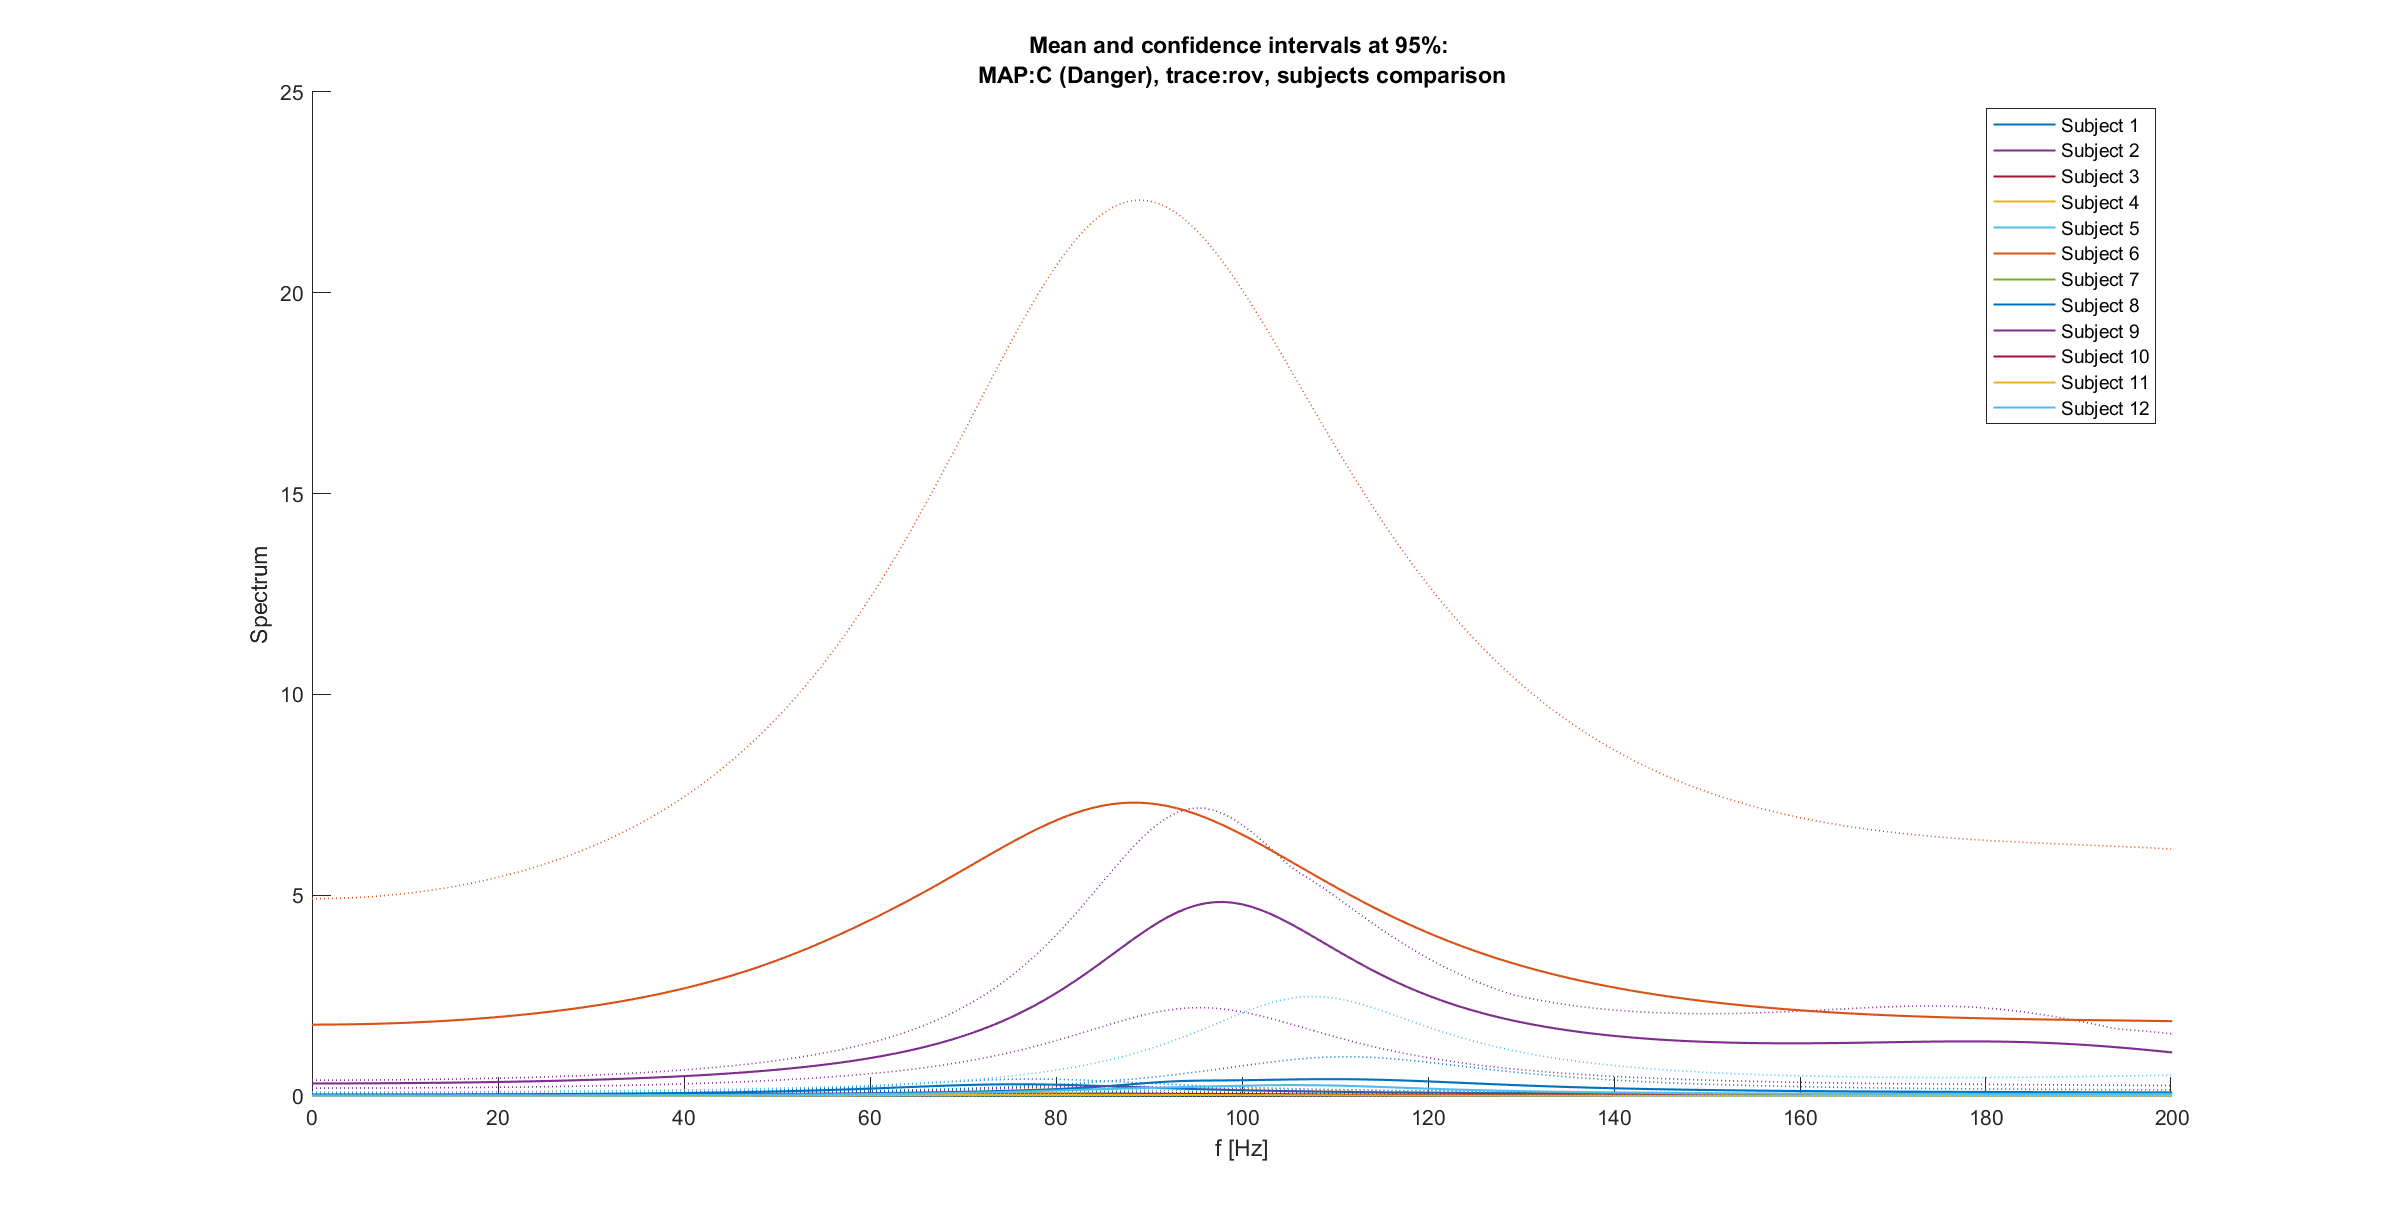 Mean and confidence intervals at 95%:
MAP:C (Danger), trace:rov, subjects comparison
25
20
15
10
5
0
Spectrum
0 20 40 60 80 100 120 140 160 180 200
f [Hz]
Subject 1
Subject 2
Subject 3
Subject 4
Subject 5
Subject 6
Subject 7
Subject 8
Subject 9
Subject 10
Subject 11
Subject 12